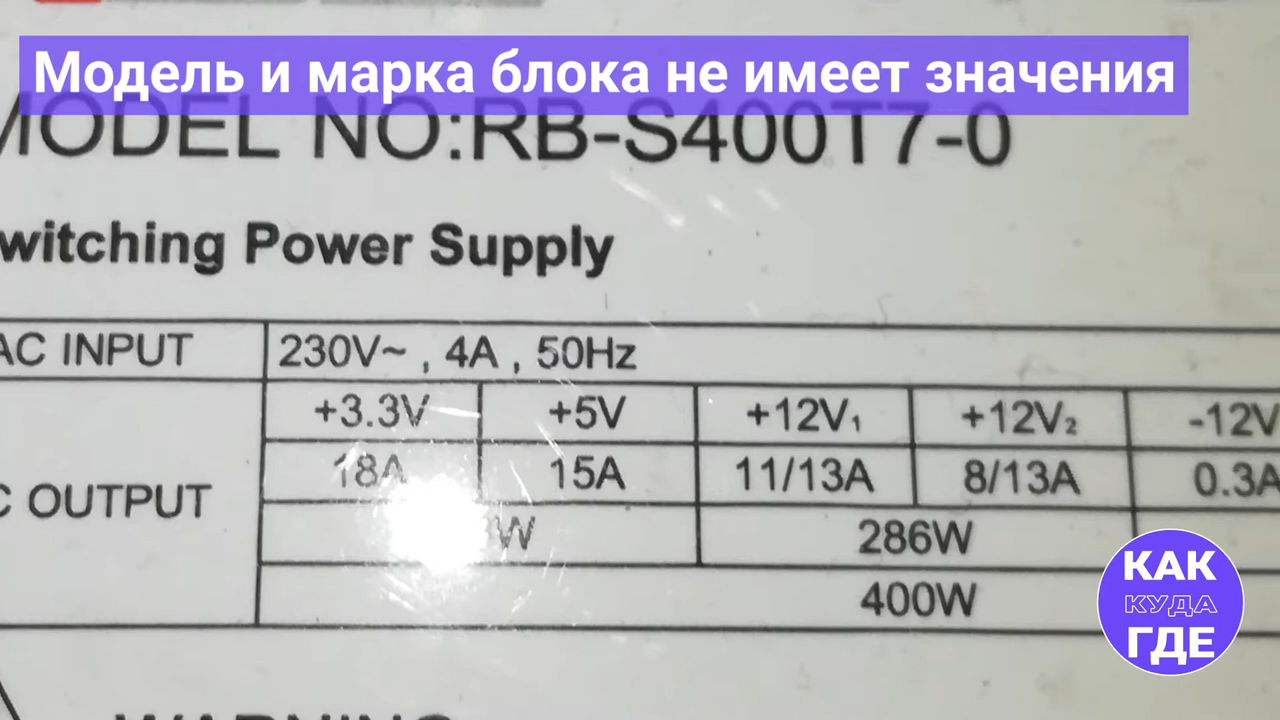 Модель и марка блока не имеет значения
MODEL NO:RB-S400T7-0
witching Power Supply
AC INPUT 230V~ , 4A , 50Hz
+3.3V +5V +12V₁ +12V₂ -12V
18A 15A 11/13A 8/13A 0.3A
C OUTPUT
W 286W
400W
КАК
КУДА
ГДЕ
WARNING